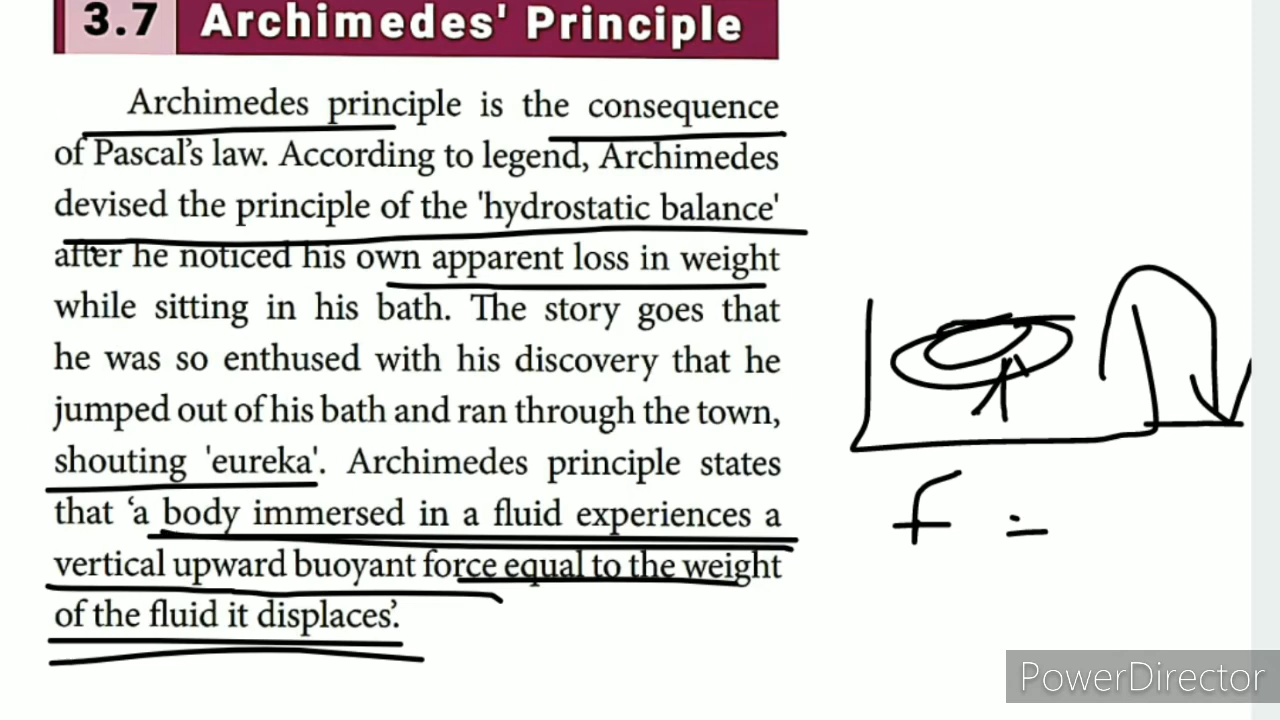 3.7 Archimedes' Principle
Archimedes principle is the consequence
of Pascal's law. According to legend, Archimedes
devised the principle of the 'hydrostatic balance'
after he noticed his own apparent loss in weight
while sitting in his bath. The story goes that
he was so enthused with his discovery that he
jumped out of his bath and ran through the town,
shouting 'eureka'. Archimedes principle states
that ‘a body immersed in a fluid experiences a
vertical upward buoyant force equal to the weight
of the fluid it displaces’.
f =
PowerDirector